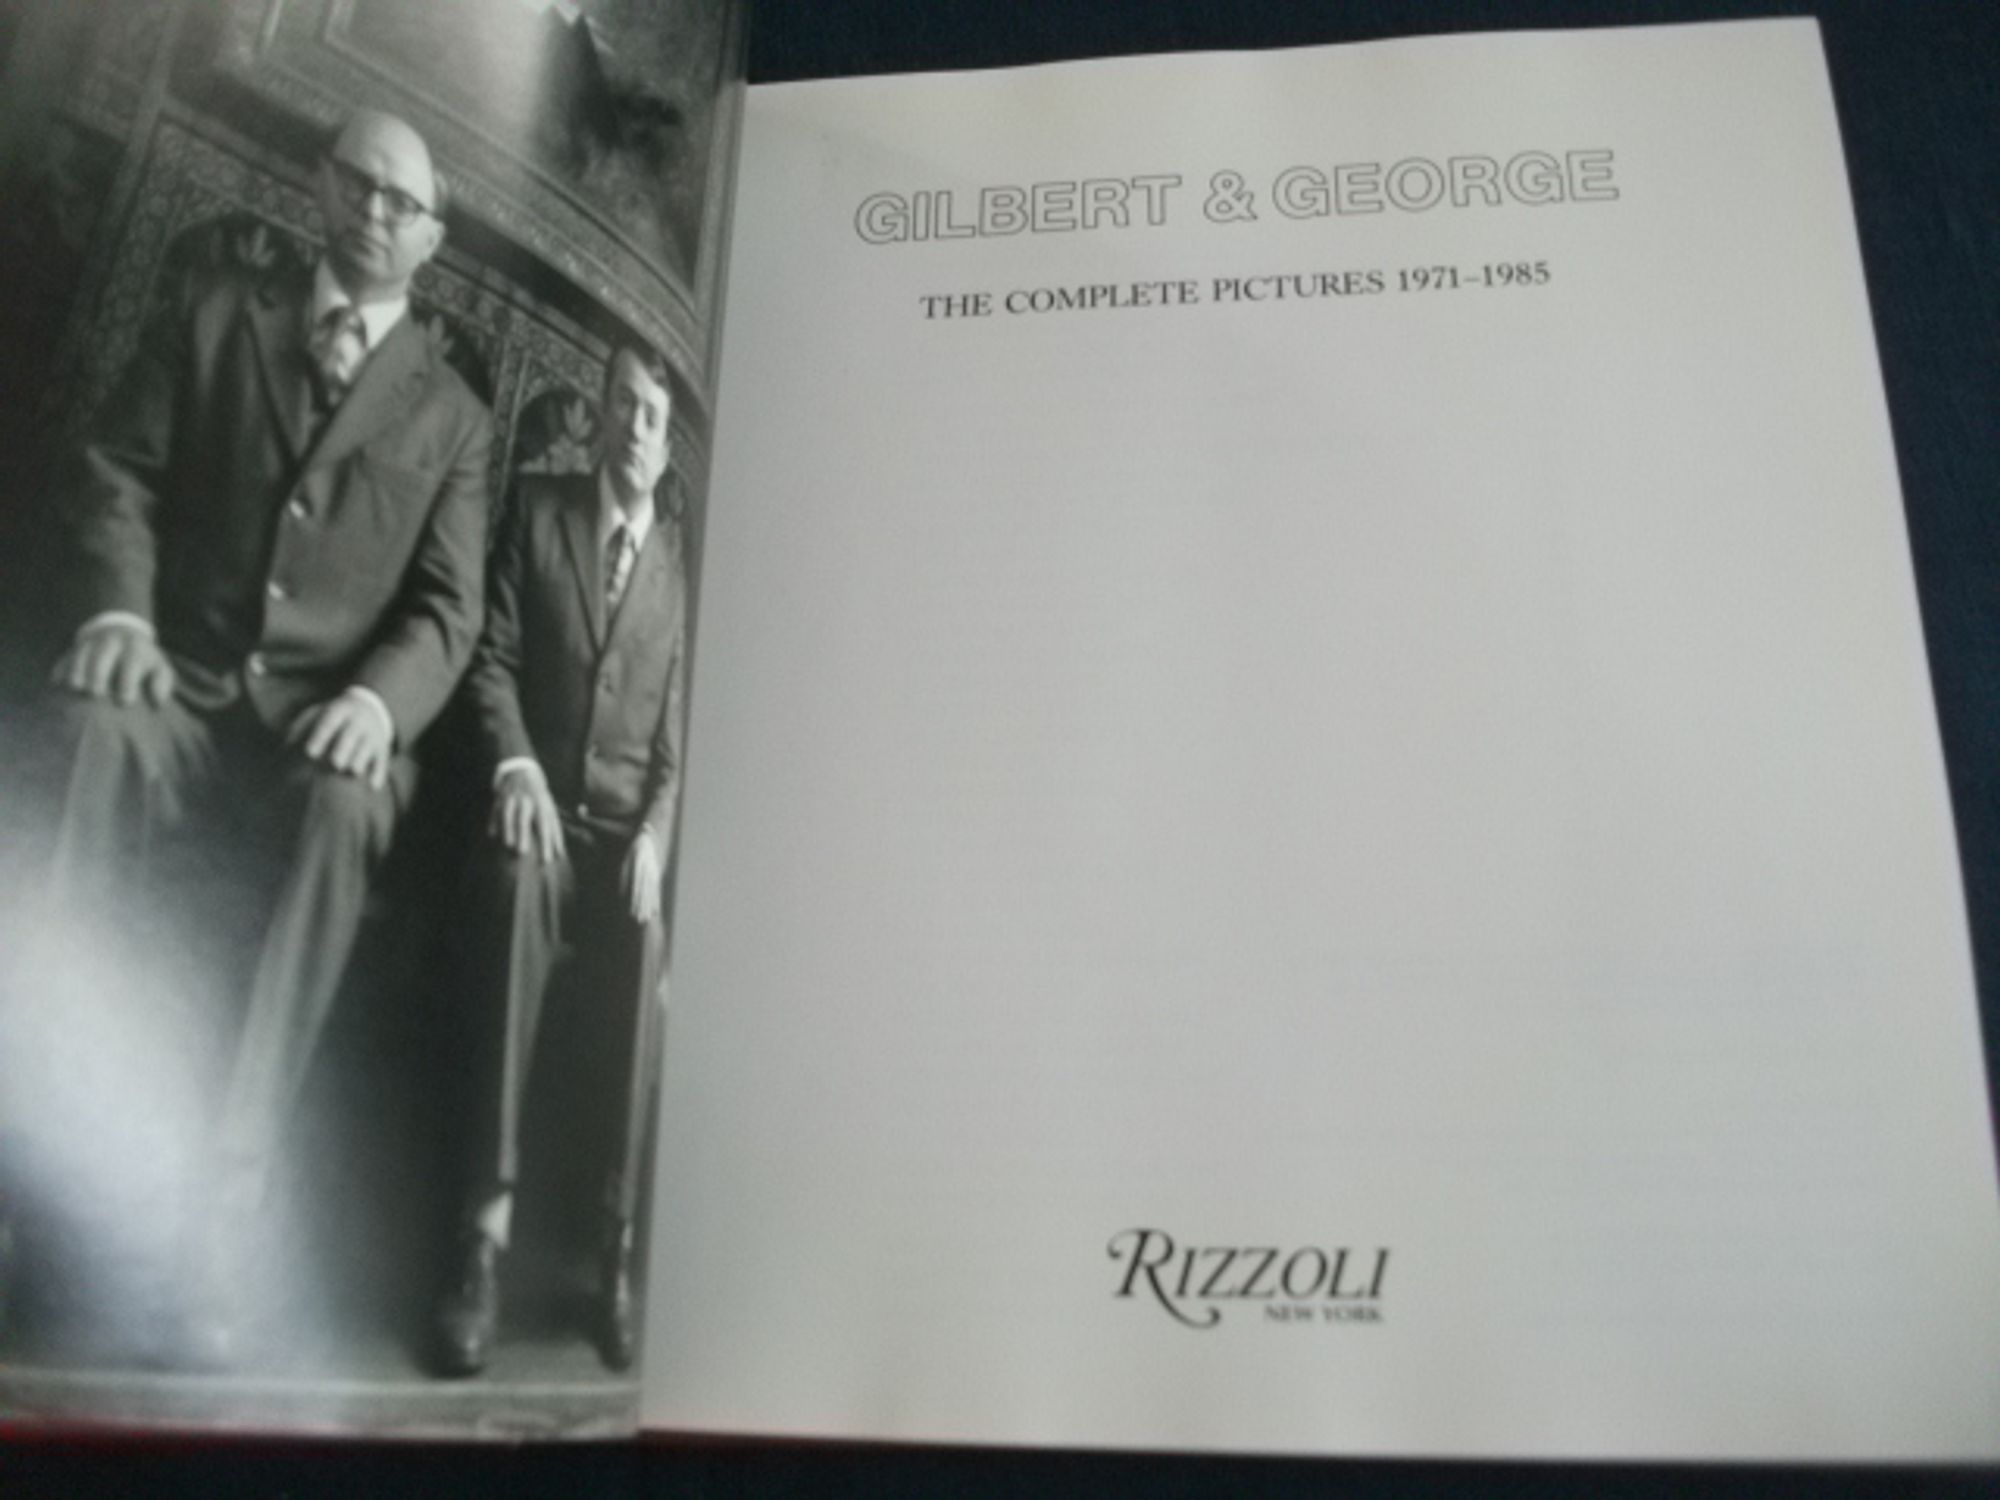 GILBERT & GEORGE
THE COMPLETE PICTURES 1971–1985
RIZZOLI
NEW YORK